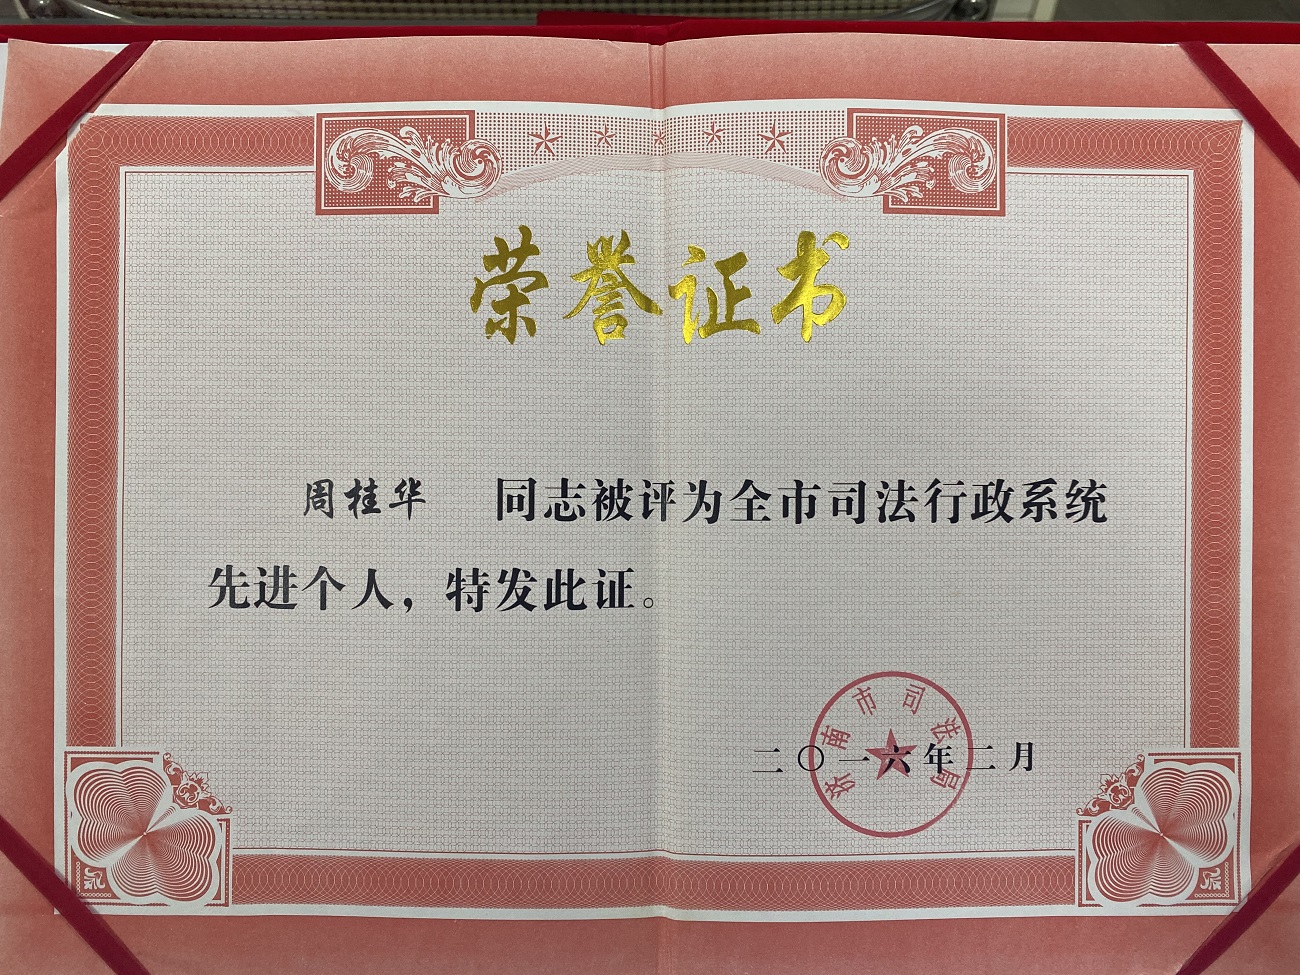 荣誉证书
周桂华 同志被评为全市司法行政系统
先进个人，特发此证。
济南市司法局
二〇一六年二月